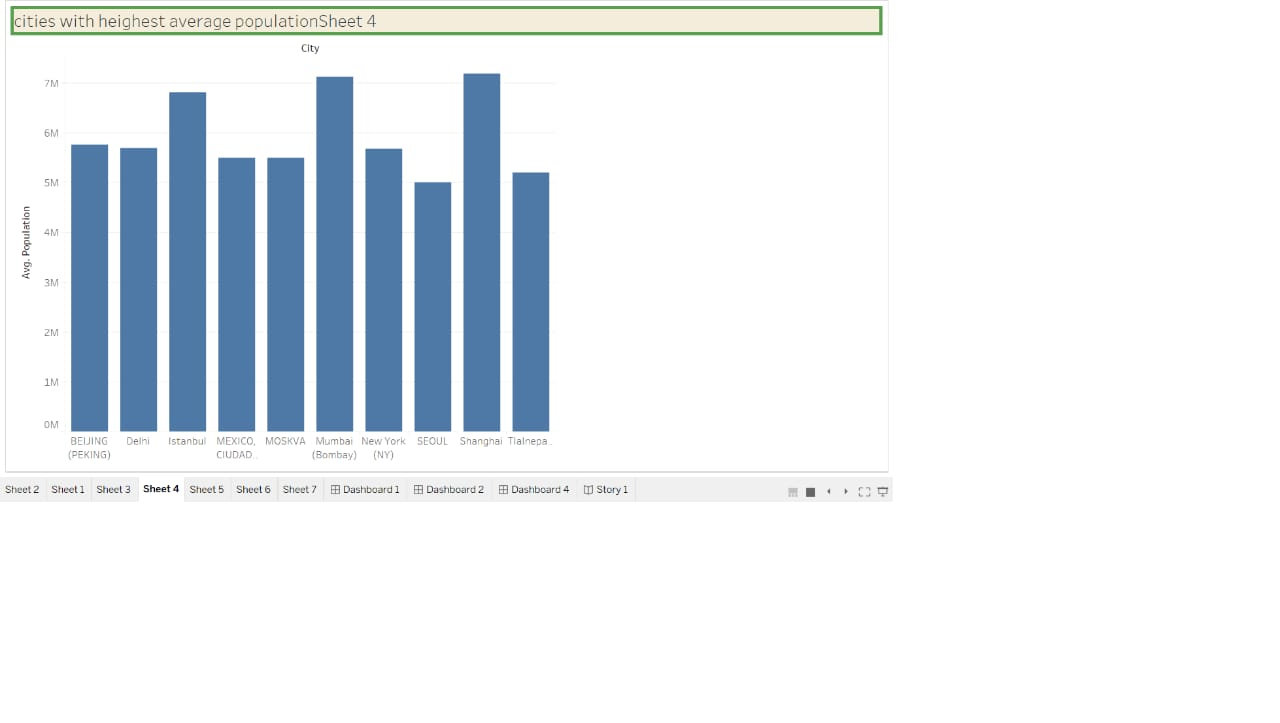 cities with heighest average populationSheet 4
City
7M
6M
5M
4M
3M
2M
1M
0M
Avg. Population
BEIJING (PEKING)
Delhi
Istanbul
MEXICO, CIUDAD..
MOSKVA
Mumbai (Bombay)
New York (NY)
SEOUL
Shanghai
Tlalnepa..
Sheet 2 Sheet 1 Sheet 3 Sheet 4 Sheet 5 Sheet 6 Sheet 7 Dashboard 1 Dashboard 2 Dashboard 4 Story 1